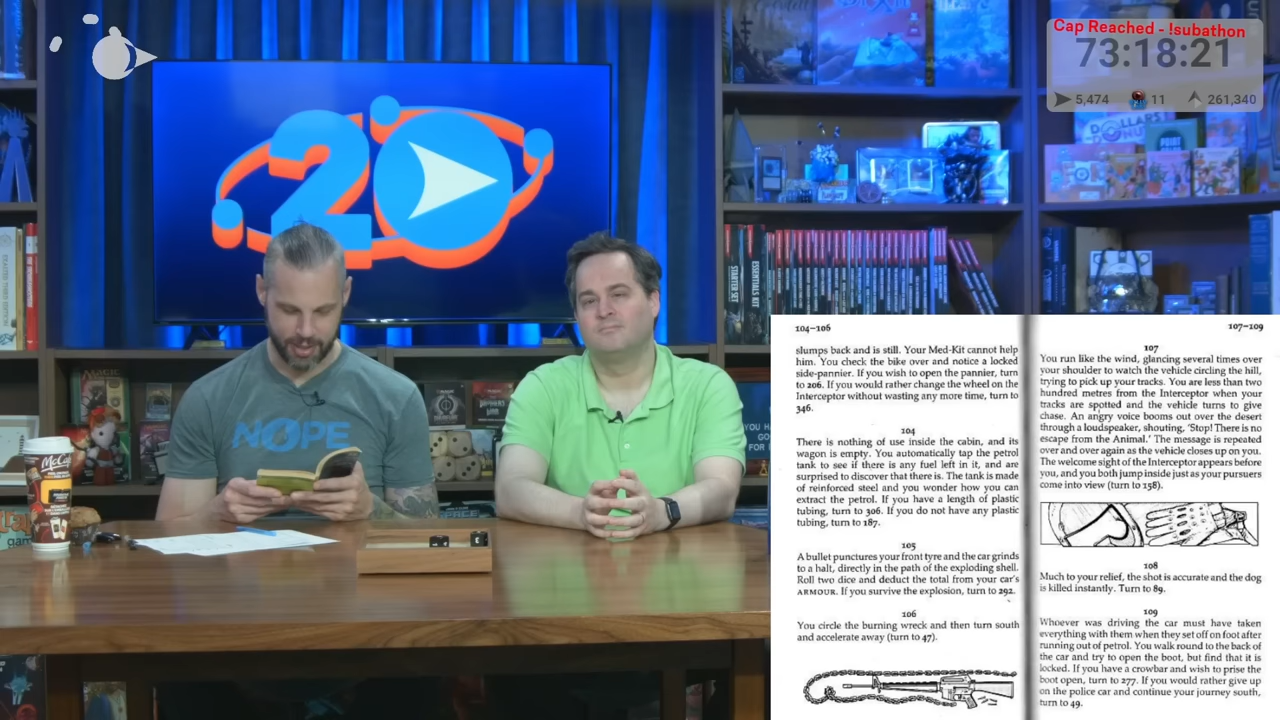 Cap Reached - !subathon
73:18:21
5,474
11
261,340
20
NOPE
STARTER SET
ESSENTIALS KIT
McCaf
104–106
slumps back and is still. Your Med-Kit cannot help
him. You check the bike over and notice a locked
side-pannier. If you wish to open the pannier, turn
to 206. If you would rather change the wheel on the
Interceptor without wasting any more time, turn to
346.
104
There is nothing of use inside the cabin, and its
wagon is empty. You automatically tap the petrol
tank to see if there is any fuel left in it, and are
surprised to discover that there is. The tank is made
of reinforced steel and you wonder how you can
extract the petrol. If you have a length of plastic
tubing, turn to 306. If you do not have any plastic
tubing, turn to 187.
105
A bullet punctures your front tyre and the car grinds
to a halt, directly in the path of the exploding shell.
Roll two dice and deduct the total from your car's
ARMOUR. If you survive the explosion, turn to 292.
106
You circle the burning wreck and then turn south
and accelerate away (turn to 47).
107–109
107
You run like the wind, glancing several times over
your shoulder to watch the vehicle circling the hill,
trying to pick up your tracks. You are less than two
hundred metres from the Interceptor when your
tracks are spotted and the vehicle turns to give
chase. An angry voice booms out over the desert
through a loudspeaker, shouting, 'Stop! There is no
escape from the Animal.' The message is repeated
over and over again as the vehicle closes up on you.
The welcome sight of the Interceptor appears before
you, and you both jump inside just as your pursuers
come into view (turn to 158).
108
Much to your relief, the shot is accurate and the dog
is killed instantly. Turn to 89.
109
Whoever was driving the car must have taken
everything with them when they set off on foot after
running out of petrol. You walk round to the back of
the car and try to open the boot, but find that it is
locked. If you have a crowbar and wish to prise the
boot open, turn to 277. If you would rather give up
on the police car and continue your journey south,
turn to 49.